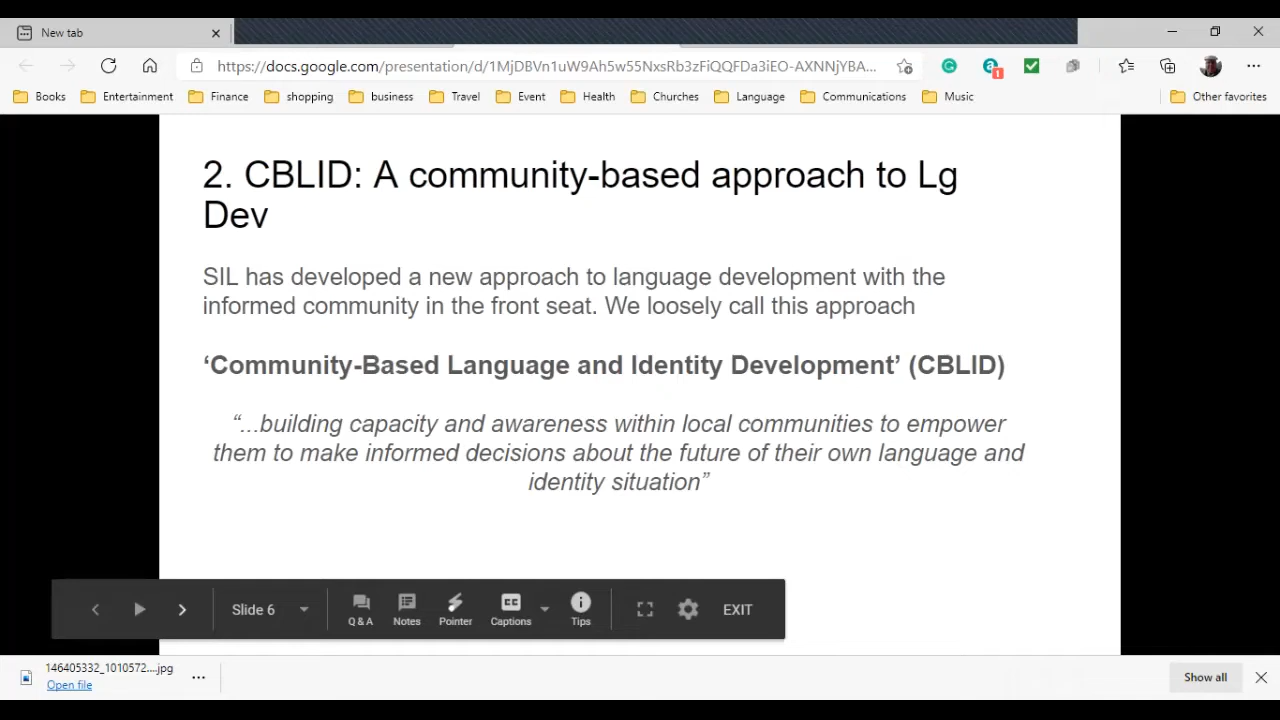 New tab
https://docs.google.com/presentation/d/1MjDBVn1uW9Ah5w55NxsRb3zFiQQFDa3iEO-AXNNjYBA...
1
Books Entertainment Finance shopping business Travel Event Health Churches Language Communications Music Other favorites
2. CBLID: A community-based approach to Lg
Dev
SIL has developed a new approach to language development with the
informed community in the front seat. We loosely call this approach
‘Community-Based Language and Identity Development’ (CBLID)
“...building capacity and awareness within local communities to empower
them to make informed decisions about the future of their own language and
identity situation”
Slide 6 Q & A Notes Pointer CC Captions Tips EXIT
146405332_1010572....jpg
Open file
Show all